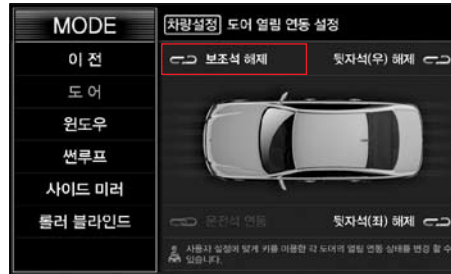 MODE
이 전
도 어
윈도우
썬루프
사이드 미러
롤러 블라인드
차량설정 도어 열림 연동 설정
보조석 해제
뒷자석(우) 해제
운전석 연동
뒷자석(좌) 해제
사용자 설정에 맞게 키를 이용한 각 도어의 열림 연동 상태를 변경 할 수
있습니다.